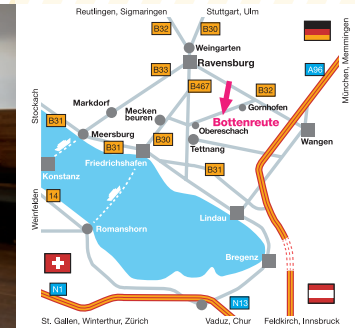 Reutlingen, Sigmaringen
Stuttgart, Ulm
B32
B30
Weingarten
B33
Ravensburg
A96
München, Memmingen
B467
B32
Stockach
Markdorf
Mecken
beuren
Gornhofen
B31
Bottenreute
Obereschach
Meersburg
B30
Tettnang
Wangen
B31
Friedrichshafen
B31
Konstanz
14
Weinfelden
Lindau
Romanshorn
Bregenz
N1
N13
St. Gallen, Winterthur, Zürich
Vaduz, Chur
Feldkirch, Innsbruck